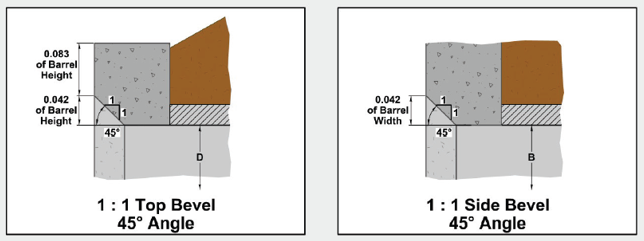 0.083
of Barrel
Height
0.042
of Barrel
Height
1
1
45°
D
1 : 1 Top Bevel
45° Angle
0.042
of Barrel
Width
1
1
45°
B
1 : 1 Side Bevel
45° Angle